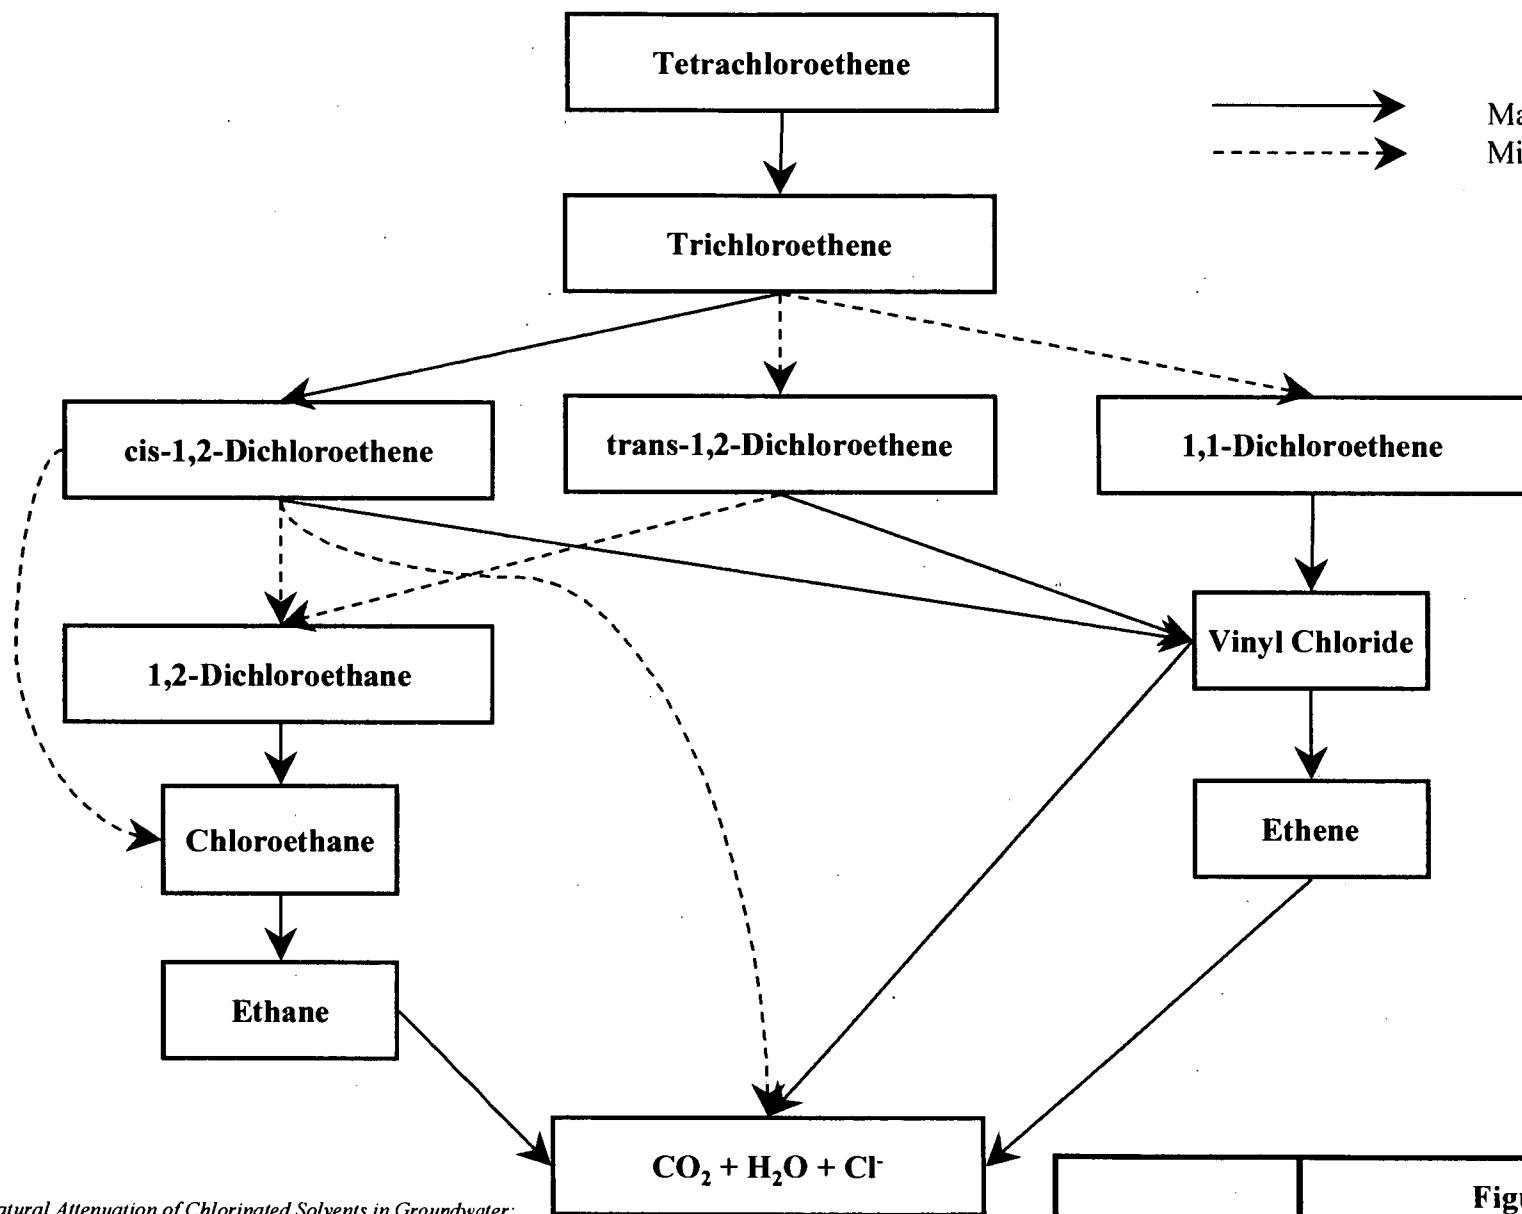 Tetrachloroethene
Ma
Mi
Trichloroethene
cis-1,2-Dichloroethene
trans-1,2-Dichloroethene
1,1-Dichloroethene
1,2-Dichloroethane
Vinyl Chloride
Chloroethane
Ethene
Ethane
CO₂ + H₂O + Cl⁻
atural Attenuation of Chlorinated Solvents in Groundwater:
Figu